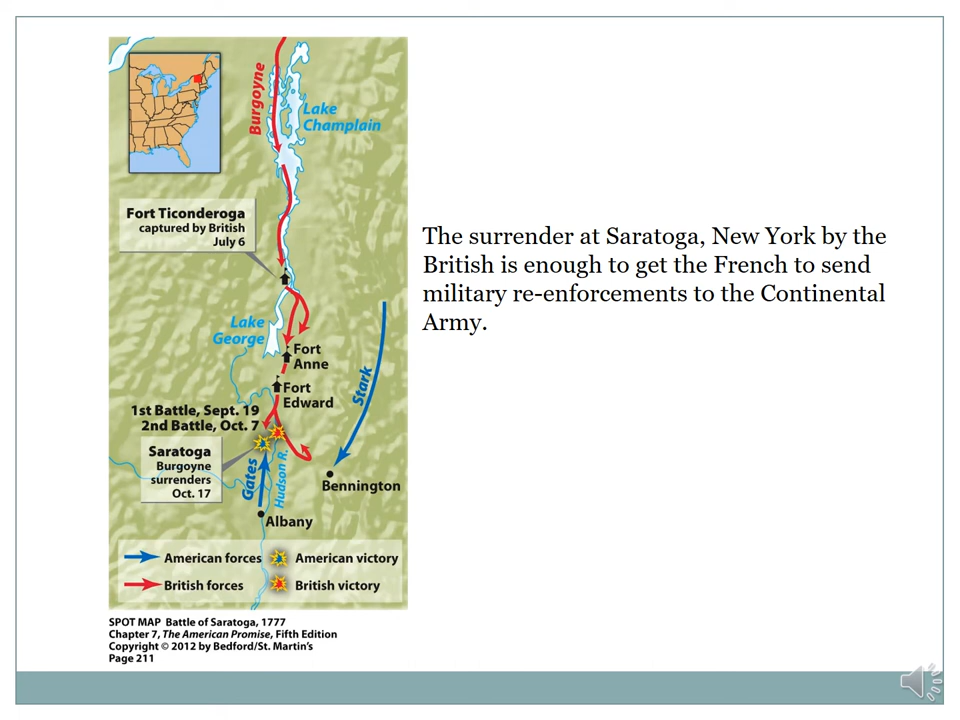 Burgoyne
Lake
Champlain
Fort Ticonderoga
captured by British
July 6
Lake
George
Fort
Anne
Fort
Edward
Stark
1st Battle, Sept. 19
2nd Battle, Oct. 7
Saratoga
Burgoyne
surrenders
Oct. 17
Gates
Hudson R.
Bennington
Albany
American forces
American victory
British forces
British victory
SPOT MAP Battle of Saratoga, 1777
Chapter 7, The American Promise, Fifth Edition
Copyright © 2012 by Bedford/St. Martin's
Page 211
The surrender at Saratoga, New York by the
British is enough to get the French to send
military re-enforcements to the Continental
Army.